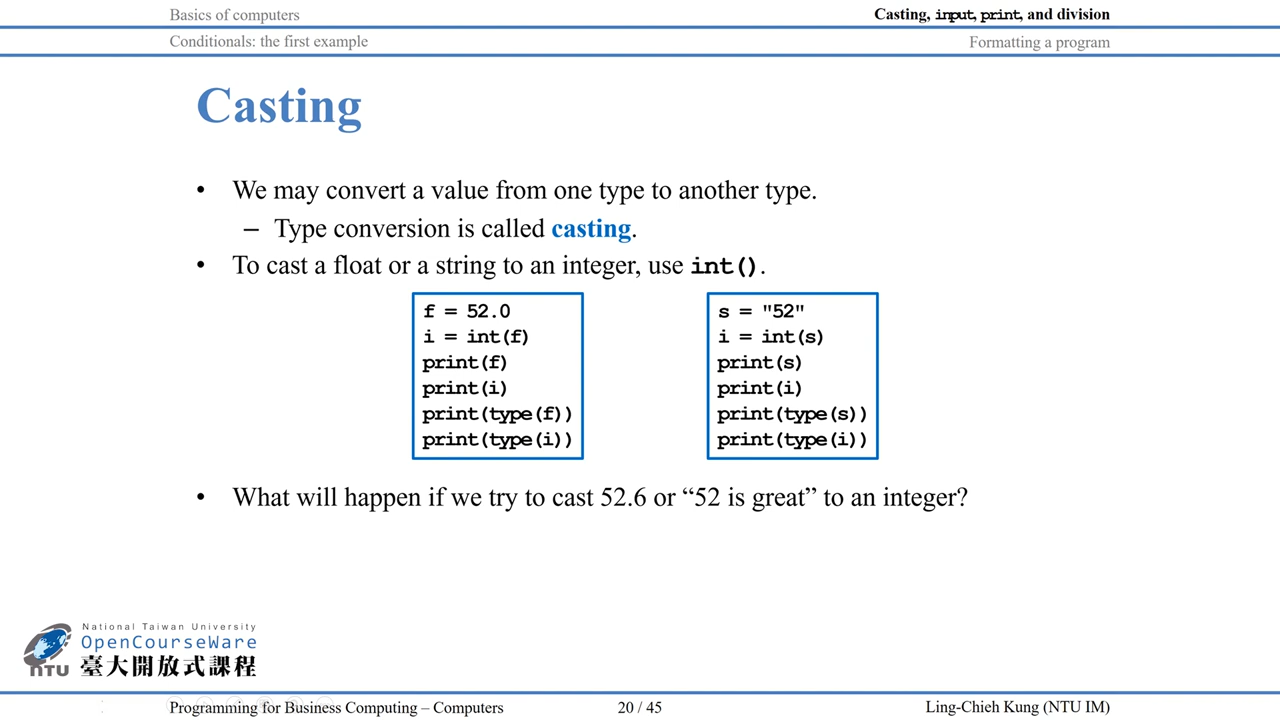 Basics of computers
Casting, input, print, and division
Conditionals: the first example
Formatting a program
Casting
• We may convert a value from one type to another type.
– Type conversion is called casting.
• To cast a float or a string to an integer, use int().
f = 52.0
i = int(f)
print(f)
print(i)
print(type(f))
print(type(i))
s = "52"
i = int(s)
print(s)
print(i)
print(type(s))
print(type(i))
• What will happen if we try to cast 52.6 or “52 is great” to an integer?
National Taiwan University
OpenCourseWare
NTU 臺大開放式課程
Programming for Business Computing – Computers
20 / 45
Ling-Chieh Kung (NTU IM)